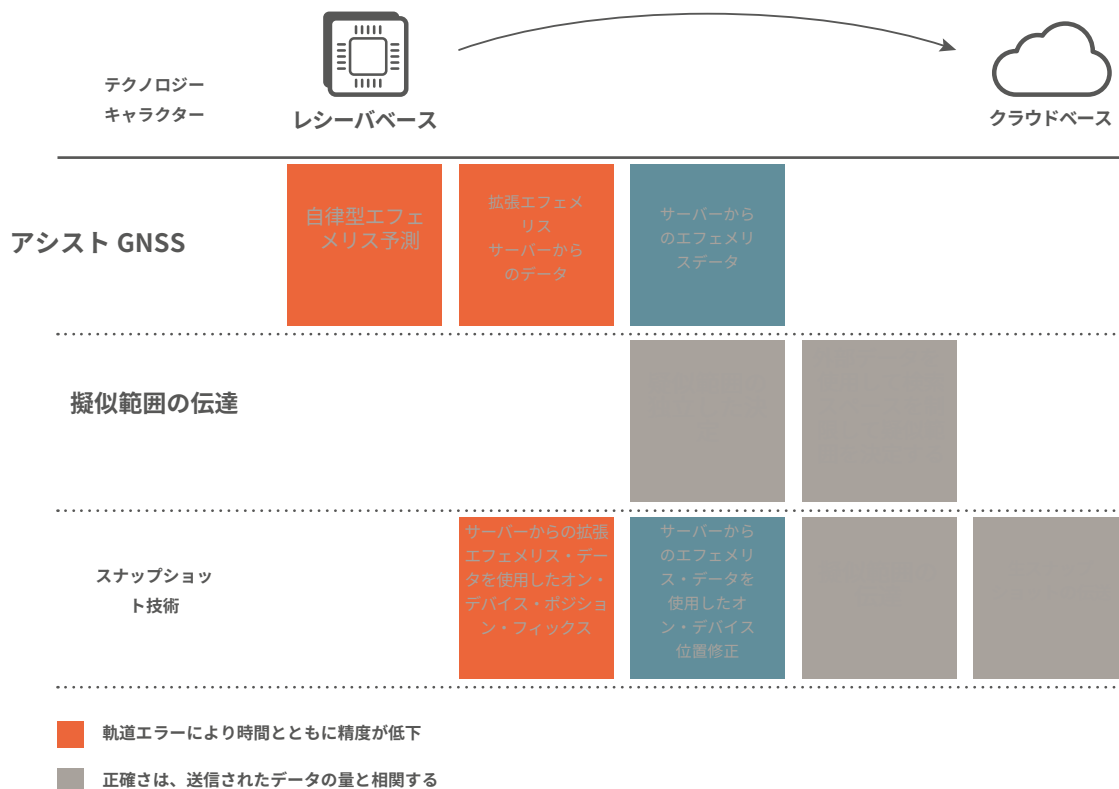 テクノロジー
キャラクター
レシーバベース
クラウドベース
アシスト GNSS
自律型エフェ
メリス予測
拡張エフェメ
リス
サーバーから
のデータ
サーバーから
のエフェメリ
スデータ
擬似範囲の伝達
スナップショッ
ト技術
サーバーからの拡張
エフェメリス・デー
タを使用したオン・
デバイス・ポジショ
ン・フィックス
サーバーから
のエフェメリ
ス・データを
使用したオ
ン・デバイス
位置修正
軌道エラーにより時間とともに精度が低下
正確さは、送信されたデータの量と相関する